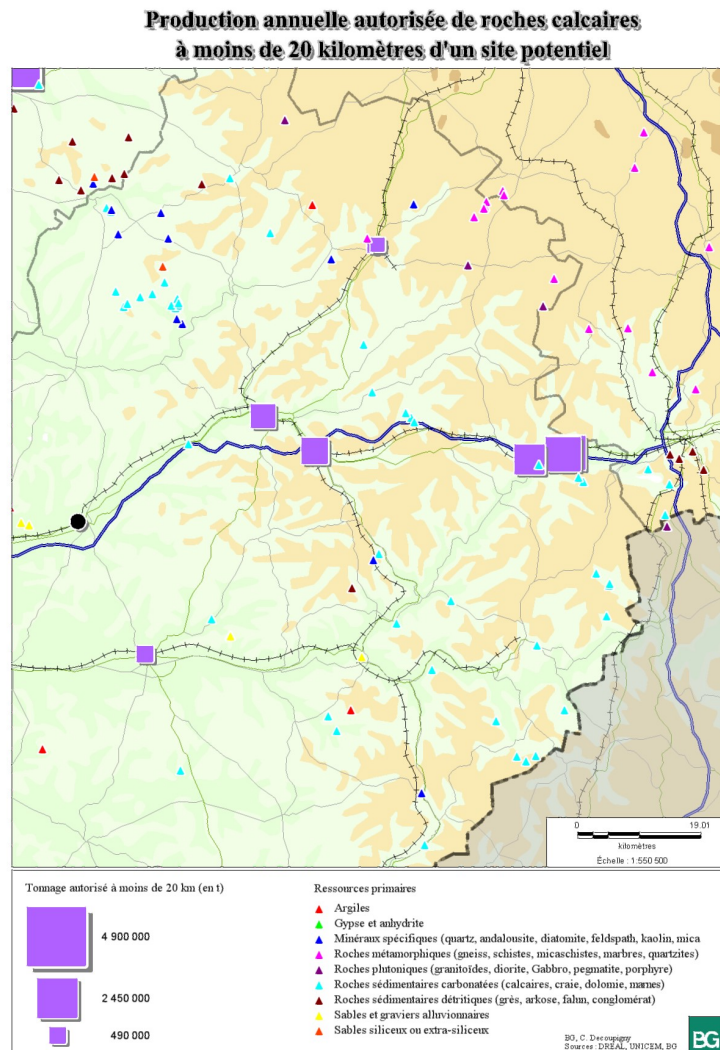 Production annuelle autorisée de roches calcaires
à moins de 20 kilomètres d'un site potentiel
0 19.01
kilomètres
Échelle : 1:550 500
Tonnage autorisé à moins de 20 km (en t)
4 900 000
2 450 000
490 000
Ressources primaires
Argiles
Gypse et anhydrite
Minéraux spécifiques (quartz, andalousite, diatomite, feldspath, kaolin, mica
Roches métamorphiques (gneiss, schistes, micaschistes, marbres, quartzites)
Roches plutoniques (granitoïdes, diorite, Gabbro, pegmatite, porphyre)
Roches sédimentaires carbonatées (calcaires, craie, dolomie, marnes)
Roches sédimentaires détritiques (grès, arkose, falun, conglomérat)
Sables et graviers alluvionnaires
Sables siliceux ou extra-siliceux
BG, C. Decoupigny
Sources : DREAL, UNICEM, BG
BG